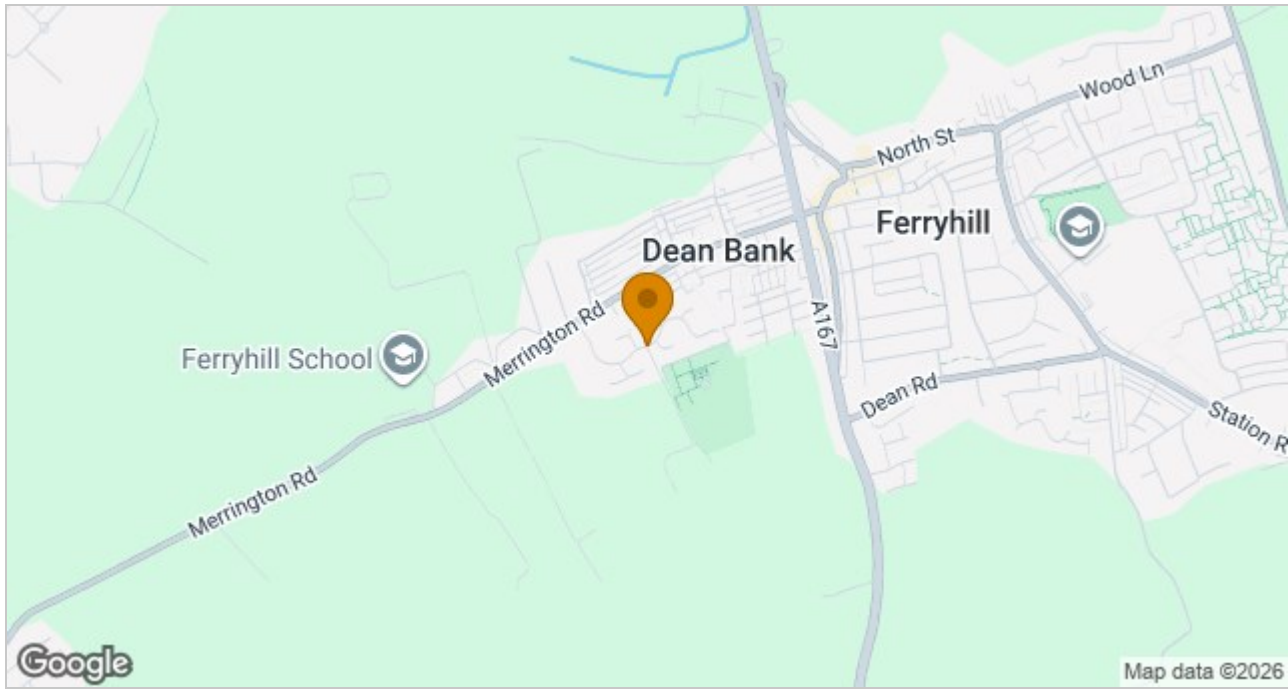 Wood Ln
North St
Ferryhill
Dean Bank
A167
Merrington Rd
Ferryhill School
Dean Rd
Station R
Merrington Rd
Google
Map data ©2026